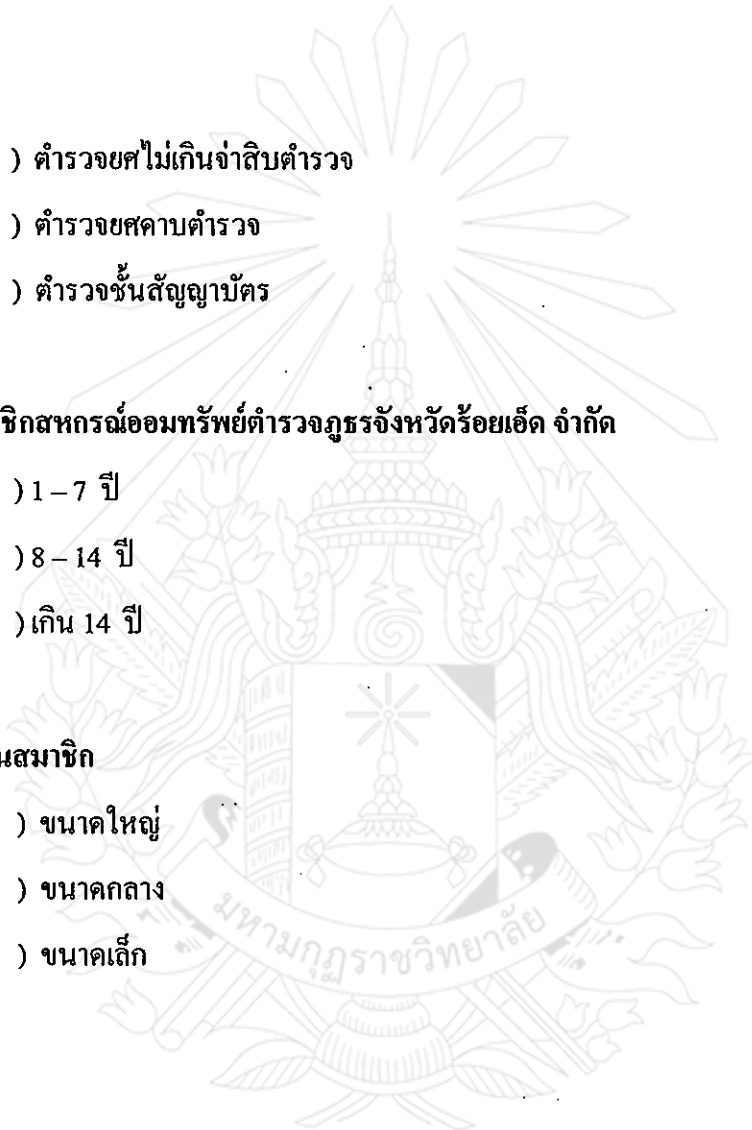 ) ตำรวจยศไม่เกินจ่าสิบตำรวจ
) ตำรวจยศดาบตำรวจ
) ตำรวจชั้นสัญญาบัตร
ชิกสหกรณ์ออมทรัพย์ตำรวจภูธรจังหวัดร้อยเอ็ด จำกัด
) 1 – 7 ปี
) 8 – 14 ปี
) เกิน 14 ปี
นสมาชิก
) ขนาดใหญ่
) ขนาดกลาง
) ขนาดเล็ก
มหามกุฏราชวิทยาลัย